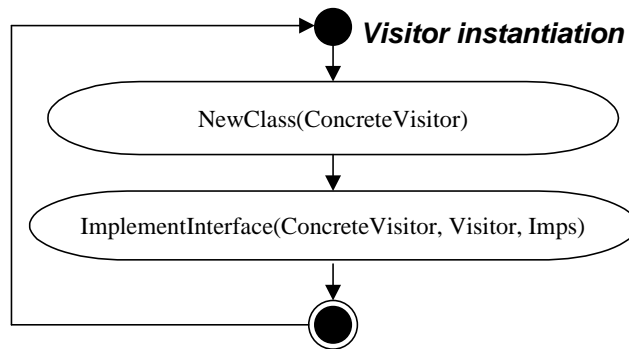 Visitor instantiation
NewClass(ConcreteVisitor)
ImplementInterface(ConcreteVisitor, Visitor, Imps)